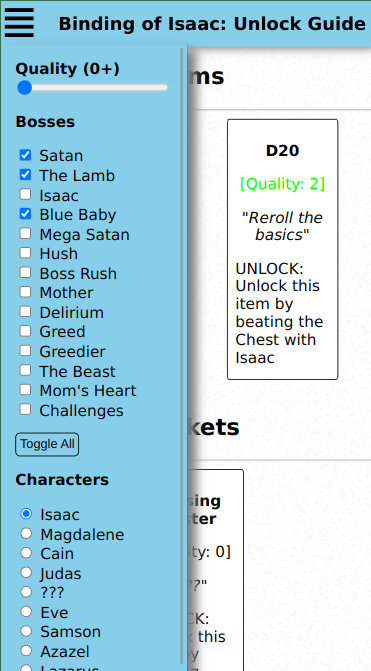 Binding of Isaac: Unlock Guide
Quality (0+)
Bosses
Satan
The Lamb
Isaac
Blue Baby
Mega Satan
Hush
Boss Rush
Mother
Delirium
Greed
Greedier
The Beast
Mom's Heart
Challenges
Toggle All
Characters
Isaac
Magdalene
Cain
Judas
???
Eve
Samson
Azazel
Lazarus
ms
D20
[Quality: 2]
"Reroll the
basics"
UNLOCK:
Unlock this
item by
beating the
Chest with
Isaac
kets
sing
ter
ty: 0]
?"
CK:
this
y